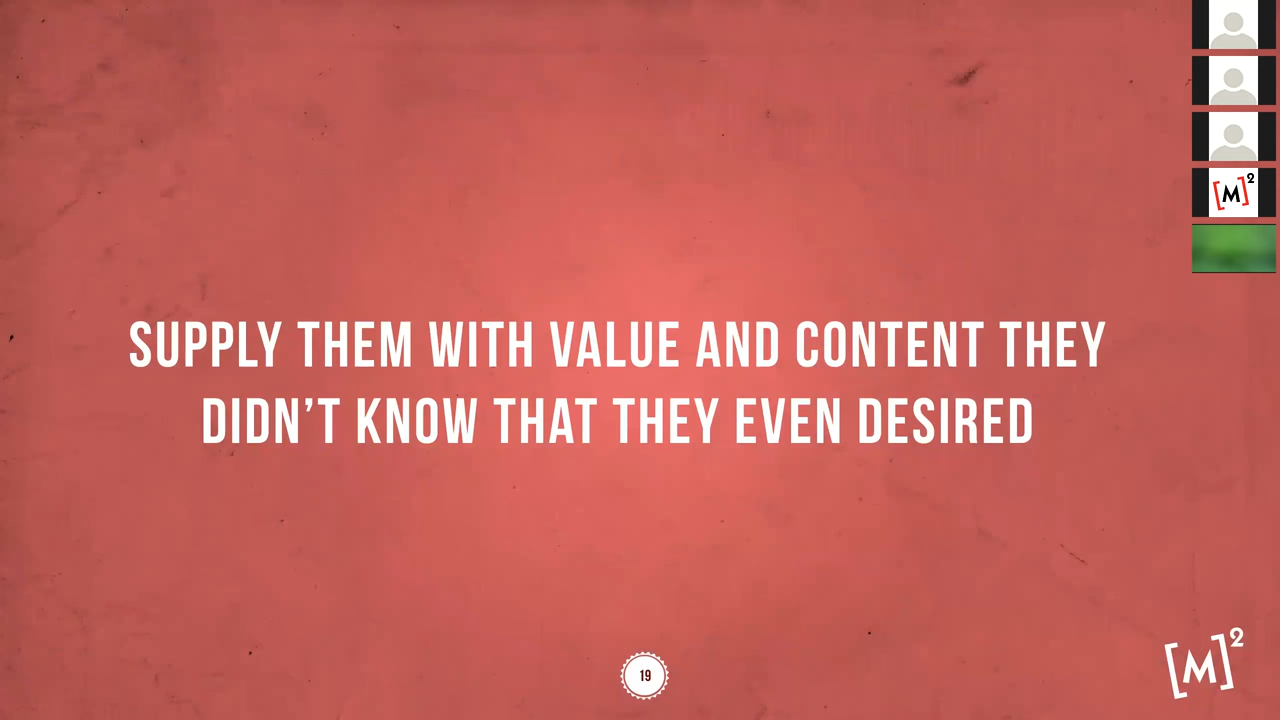 [M]²
SUPPLY THEM WITH VALUE AND CONTENT THEY
DIDN’T KNOW THAT THEY EVEN DESIRED
19
[M]²